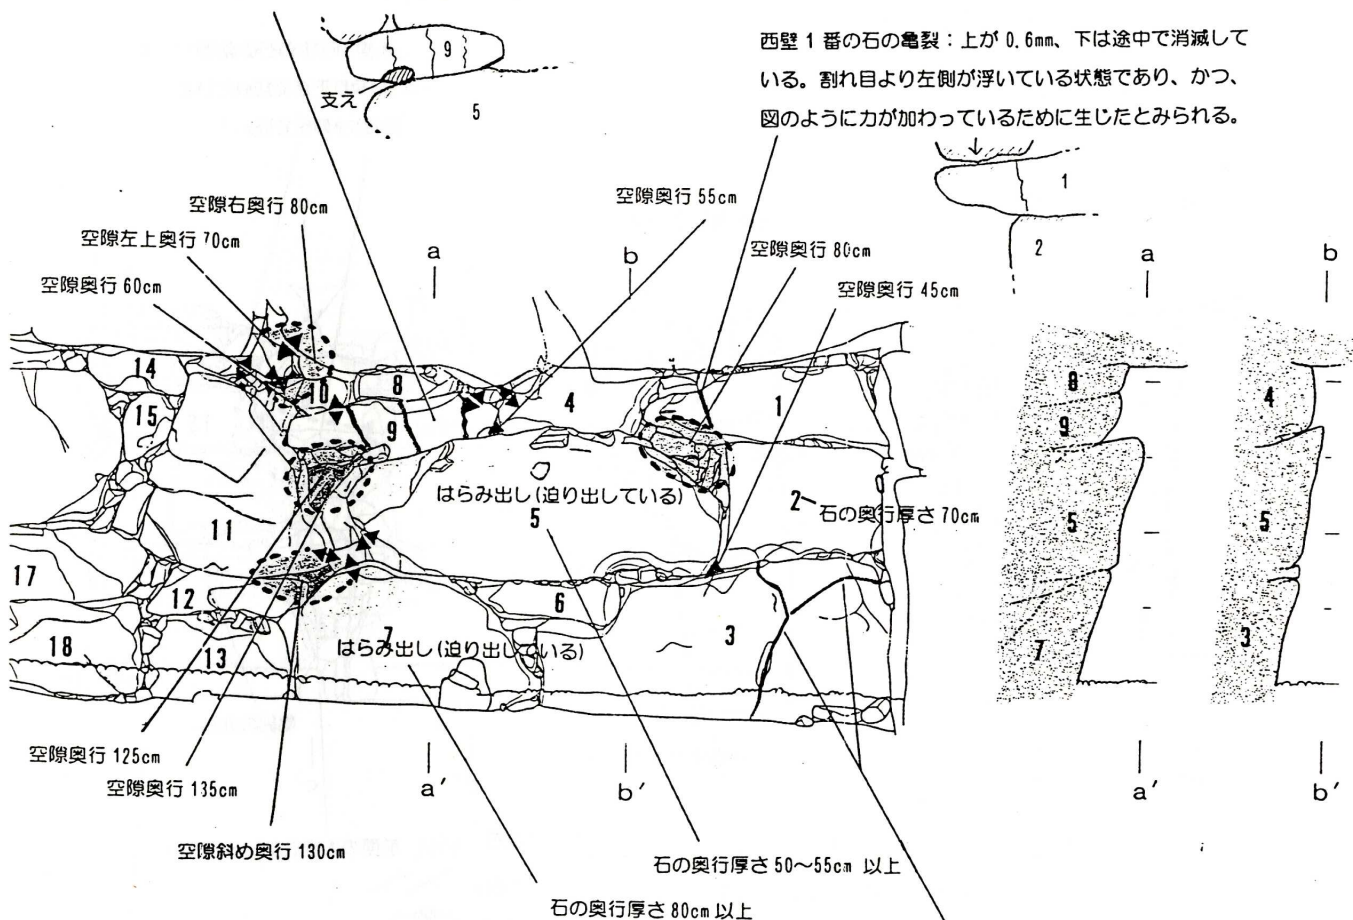 9
支え
5
西壁１番の石の亀裂：上が 0.6mm、下は途中で消滅して
いる。割れ目より左側が浮いている状態であり、かつ、
図のように力が加わっているために生じたとみられる。
1
2
空隙右奥行 80cm
空隙左上奥行 70cm
空隙奥行 60cm
a
b
空隙奥行 55cm
空隙奥行 80cm
空隙奥行 45cm
a
b
14
15
10
8
9
4
1
はらみ出し(迫り出している)
5
2
石の奥行厚さ 70cm
11
17
12
6
3
18
13
7
はらみ出し(迫り出している)
8
9
5
7
4
5
3
空隙奥行 125cm
空隙奥行 135cm
空隙斜め奥行 130cm
a′
b′
a′
b′
石の奥行厚さ 50～55cm 以上
石の奥行厚さ 80cm 以上